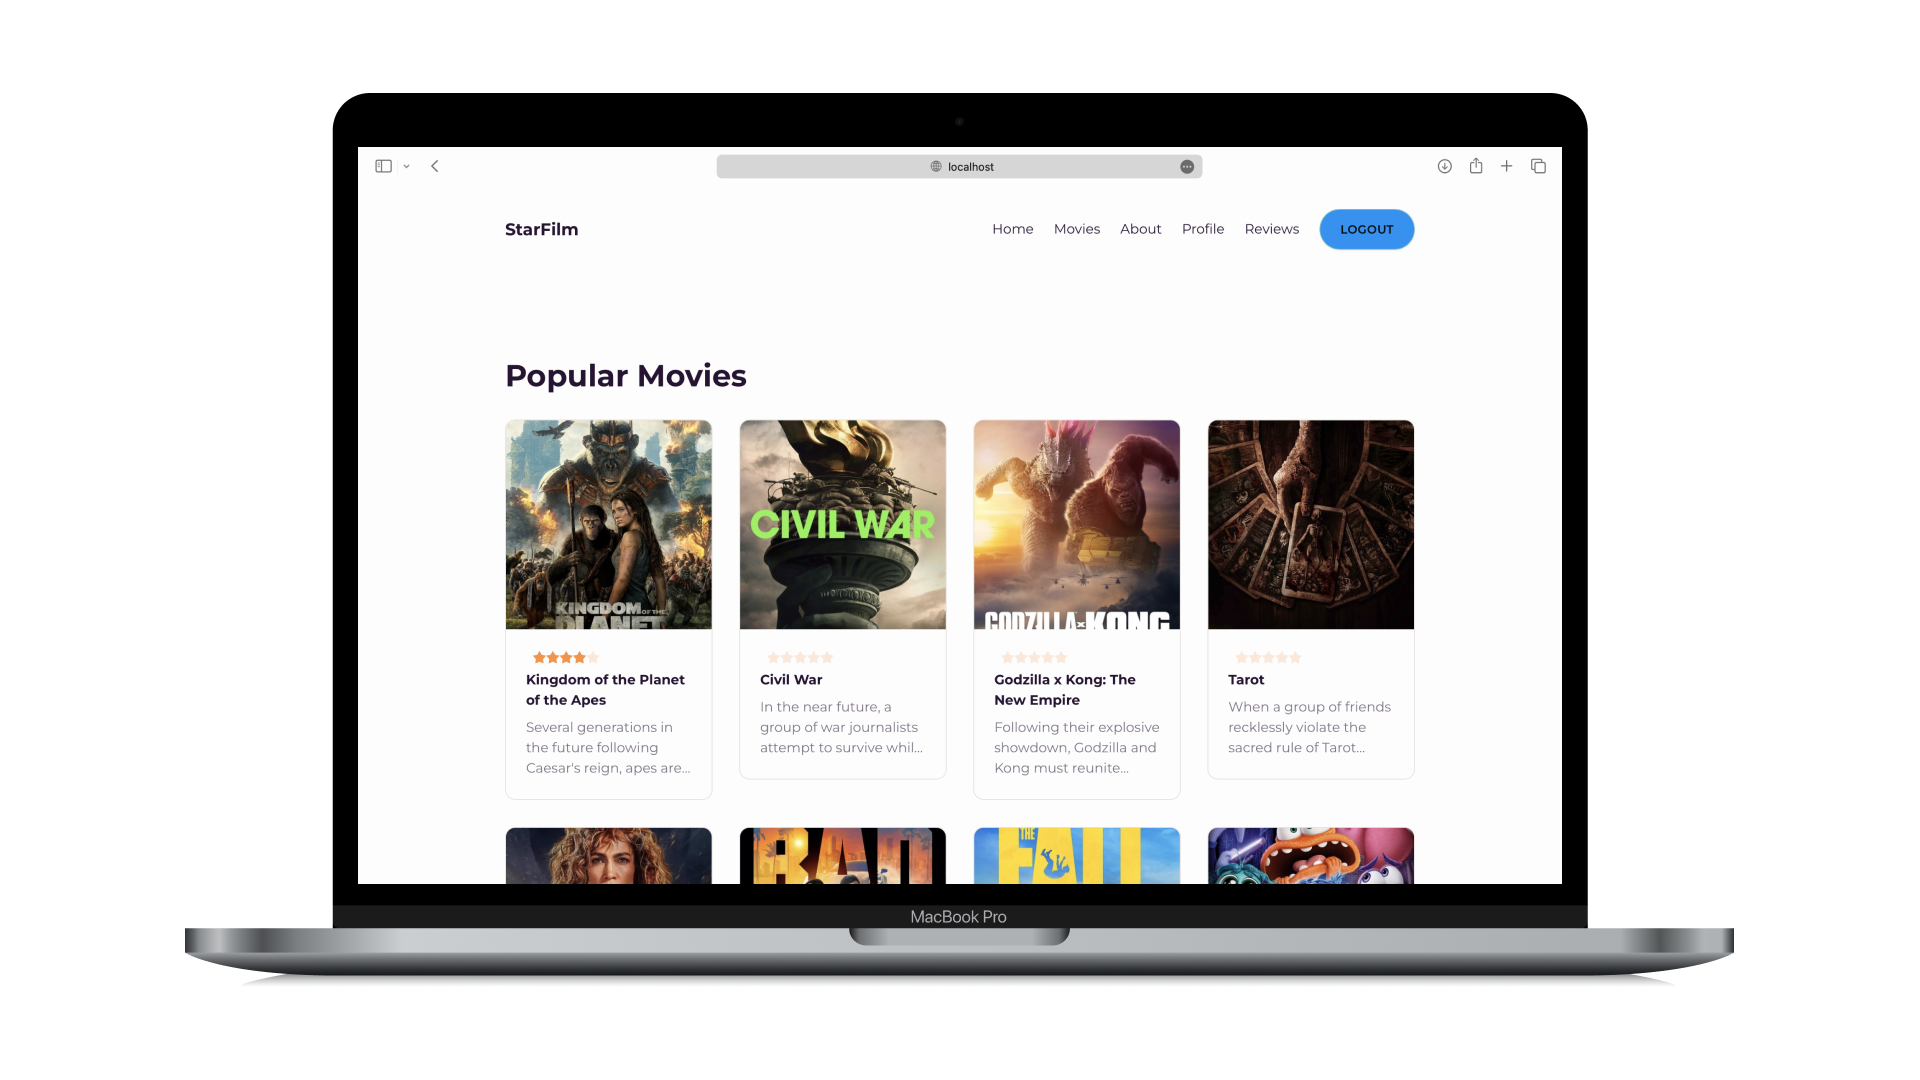 localhost
StarFilm
Home Movies About Profile Reviews LOGOUT
Popular Movies
KINGDOM OF THE
PLANET
CIVIL WAR
GODZILLA x KONG
Kingdom of the Planet
of the Apes
Several generations in
the future following
Caesar's reign, apes are...
Civil War
In the near future, a
group of war journalists
attempt to survive whil...
Godzilla x Kong: The
New Empire
Following their explosive
showdown, Godzilla and
Kong must reunite...
Tarot
When a group of friends
recklessly violate the
sacred rule of Tarot...
BAD
THE
FALL
MacBook Pro